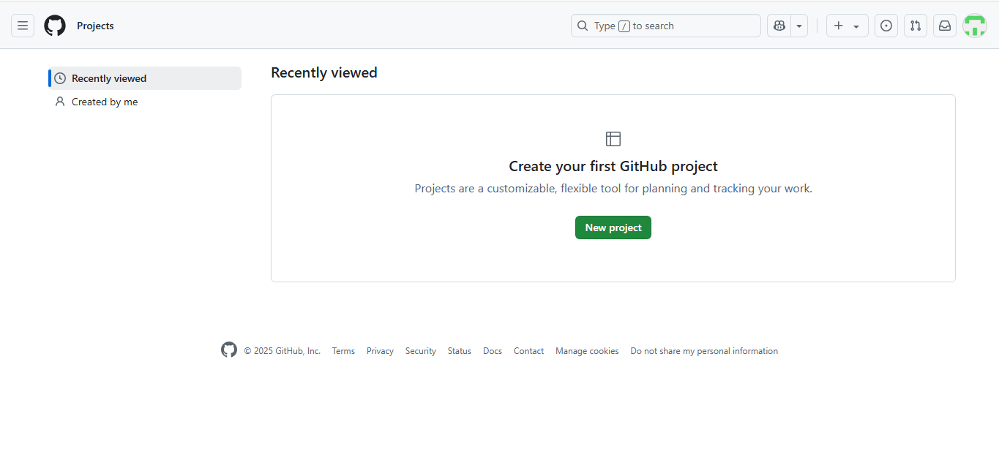 Projects
Type / to search
Recently viewed
Created by me
Recently viewed
Create your first GitHub project
Projects are a customizable, flexible tool for planning and tracking your work.
New project
© 2025 GitHub, Inc. Terms Privacy Security Status Docs Contact Manage cookies Do not share my personal information